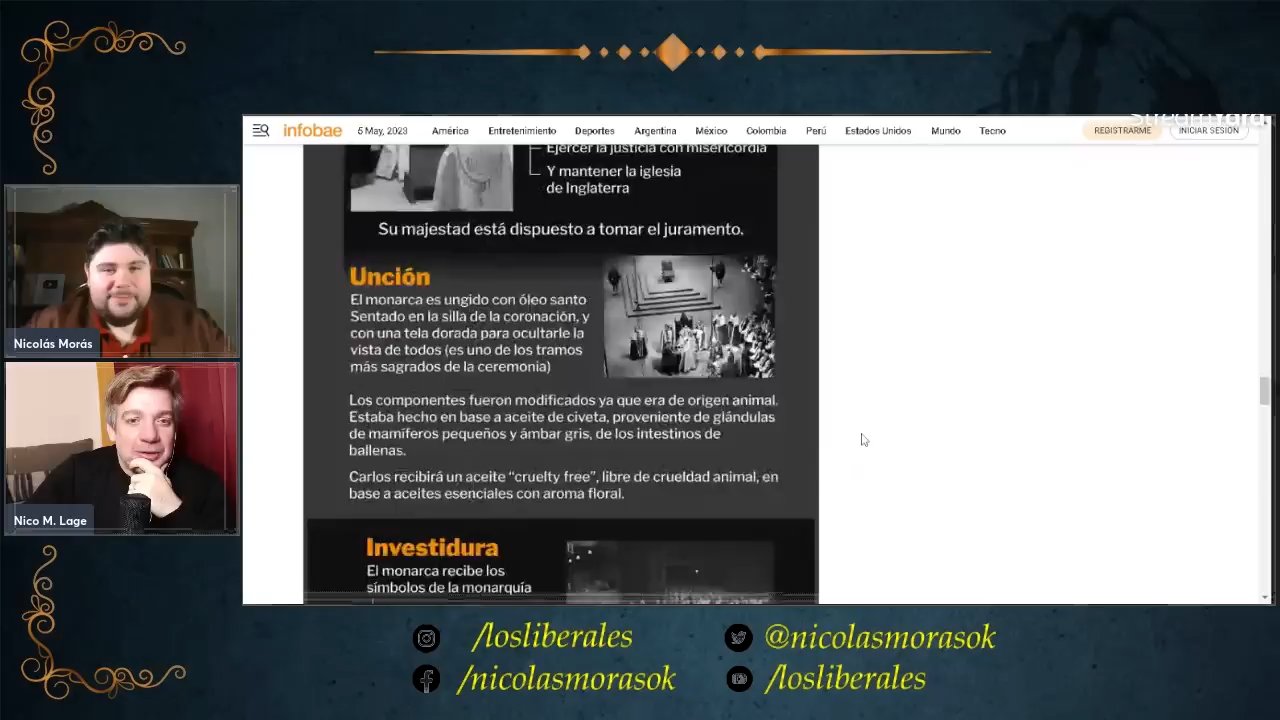 StreamYard
infobae
5 May, 2023
América
Entretenimiento
Deportes
Argentina
México
Colombia
Perú
Estados Unidos
Mundo
Tecno
REGISTRARME
INICIAR SESIÓN
Ejercer la justicia con misericordia
Y mantener la iglesia
de Inglaterra
Su majestad está dispuesto a tomar el juramento.
Unción
El monarca es ungido con óleo santo
Sentado en la silla de la coronación, y
con una tela dorada para ocultarle la
vista de todos (es uno de los tramos
más sagrados de la ceremonia)
Los componentes fueron modificados ya que era de origen animal.
Estaba hecho en base a aceite de civeta, proveniente de glándulas
de mamíferos pequeños y ámbar gris, de los intestinos de
ballenas.
Carlos recibirá un aceite “cruelty free”, libre de crueldad animal, en
base a aceites esenciales con aroma floral.
Investidura
El monarca recibe los
símbolos de la monarquía
Nicolás Morás
Nico M. Lage
/losliberales
@nicolasmorasok
/nicolasmorasok
/losliberales